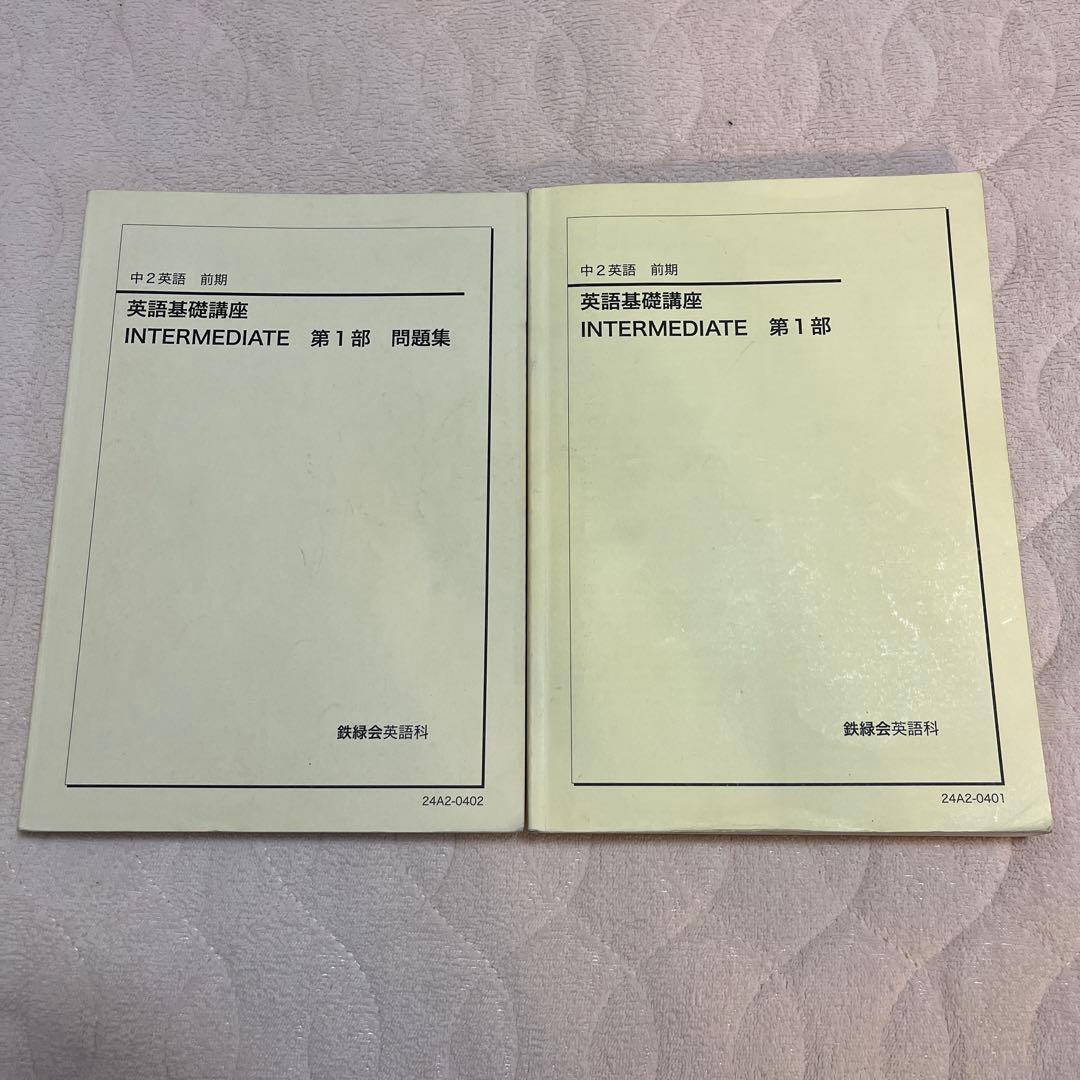 中2英語　前期
英語基礎講座
INTERMEDIATE　第1部　問題集
鉄緑会英語科
24A2-0402
中2英語　前期
英語基礎講座
INTERMEDIATE　第1部
鉄緑会英語科
24A2-0401